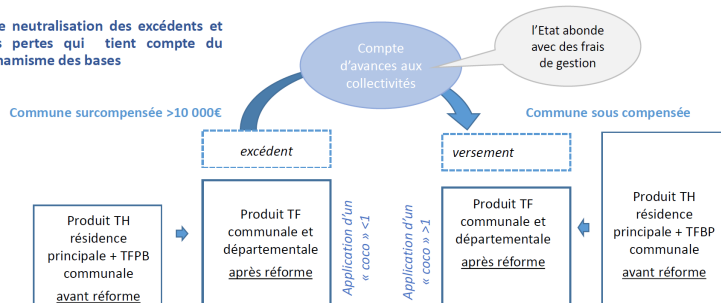 e neutralisation des excédents et
s pertes qui tient compte du
namisme des bases
Compte
d'avances aux
collectivités
l'Etat abonde
avec des frais
de gestion
Commune surcompensée >10 000€
Commune sous compensée
excédent
versement
Produit TH
résidence
principale + TFPB
communale
avant réforme
Produit TF
communale et
départementale
après réforme
Application d'un
« coco » <1
Application d'un
« coco » >1
Produit TF
communale et
départementale
après réforme
Produit TH
résidence
principale + TFBP
communale
avant réforme